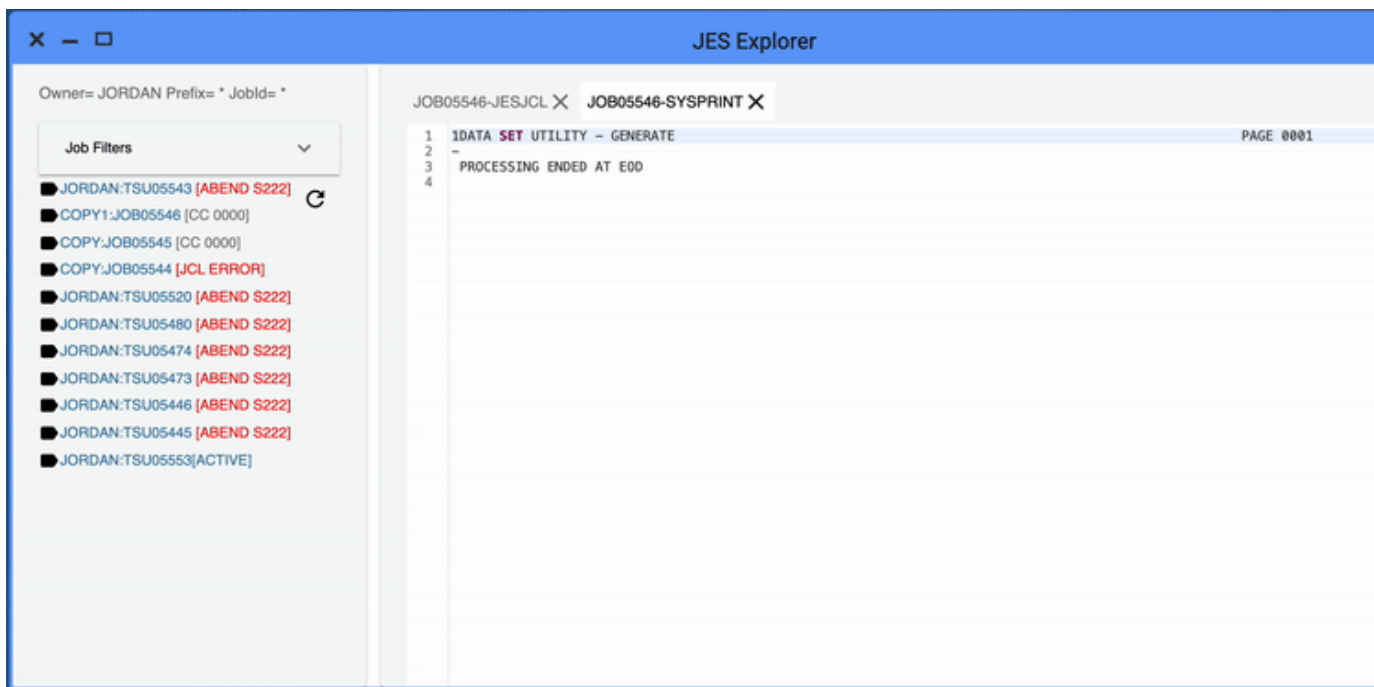 JES Explorer
Owner= JORDAN Prefix= * JobId= *
Job Filters
JORDAN:TSU05543 [ABEND S222]
COPY1:JOB05546 [CC 0000]
COPY:JOB05545 [CC 0000]
COPY:JOB05544 [JCL ERROR]
JORDAN:TSU05520 [ABEND S222]
JORDAN:TSU05480 [ABEND S222]
JORDAN:TSU05474 [ABEND S222]
JORDAN:TSU05473 [ABEND S222]
JORDAN:TSU05446 [ABEND S222]
JORDAN:TSU05445 [ABEND S222]
JORDAN:TSU05553[ACTIVE]
JOB05546-JESJCL JOB05546-SYSPRINT
1 1DATA SET UTILITY - GENERATE PAGE 0001
2 -
3 PROCESSING ENDED AT EOD
4